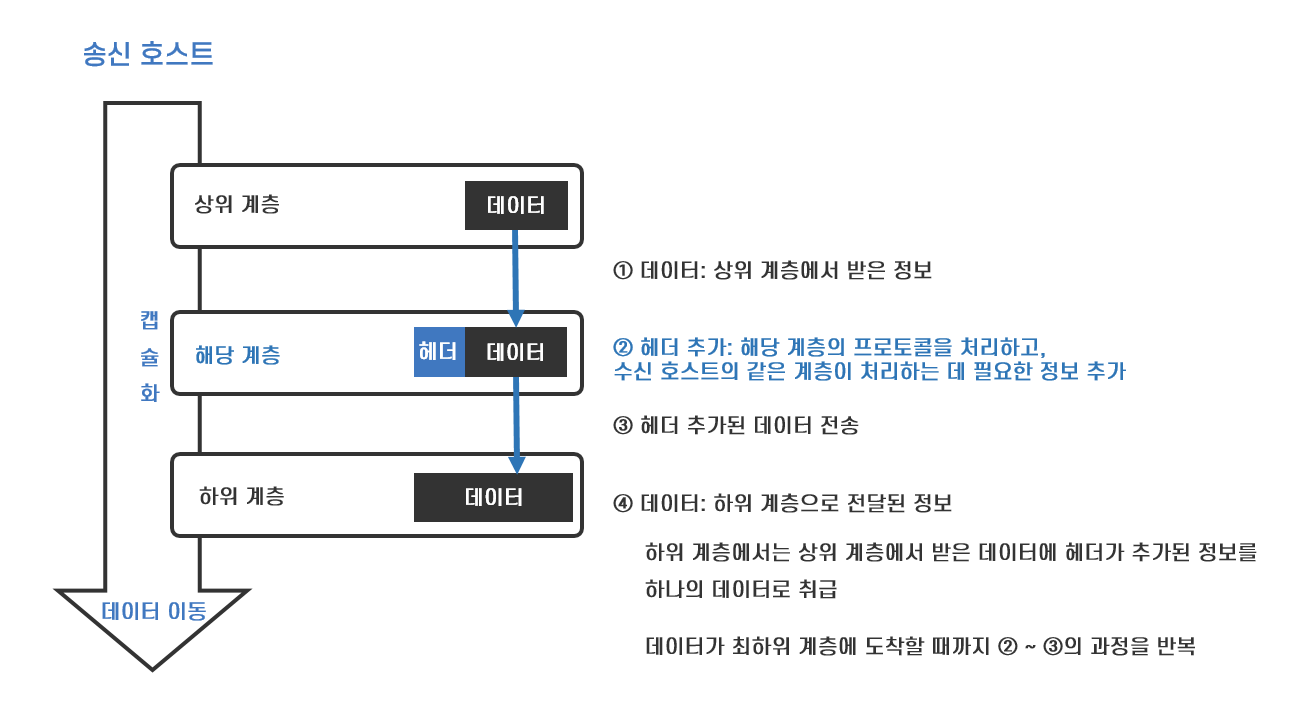 송신 호스트
상위 계층
데이터
① 데이터: 상위 계층에서 받은 정보
캡
슐
화
해당 계층
헤더
데이터
② 헤더 추가: 해당 계층의 프로토콜을 처리하고,
수신 호스트의 같은 계층이 처리하는 데 필요한 정보 추가
③ 헤더 추가된 데이터 전송
하위 계층
데이터
④ 데이터: 하위 계층으로 전달된 정보
하위 계층에서는 상위 계층에서 받은 데이터에 헤더가 추가된 정보를
하나의 데이터로 취급
데이터 이동
데이터가 최하위 계층에 도착할 때까지 ② ~ ③의 과정을 반복